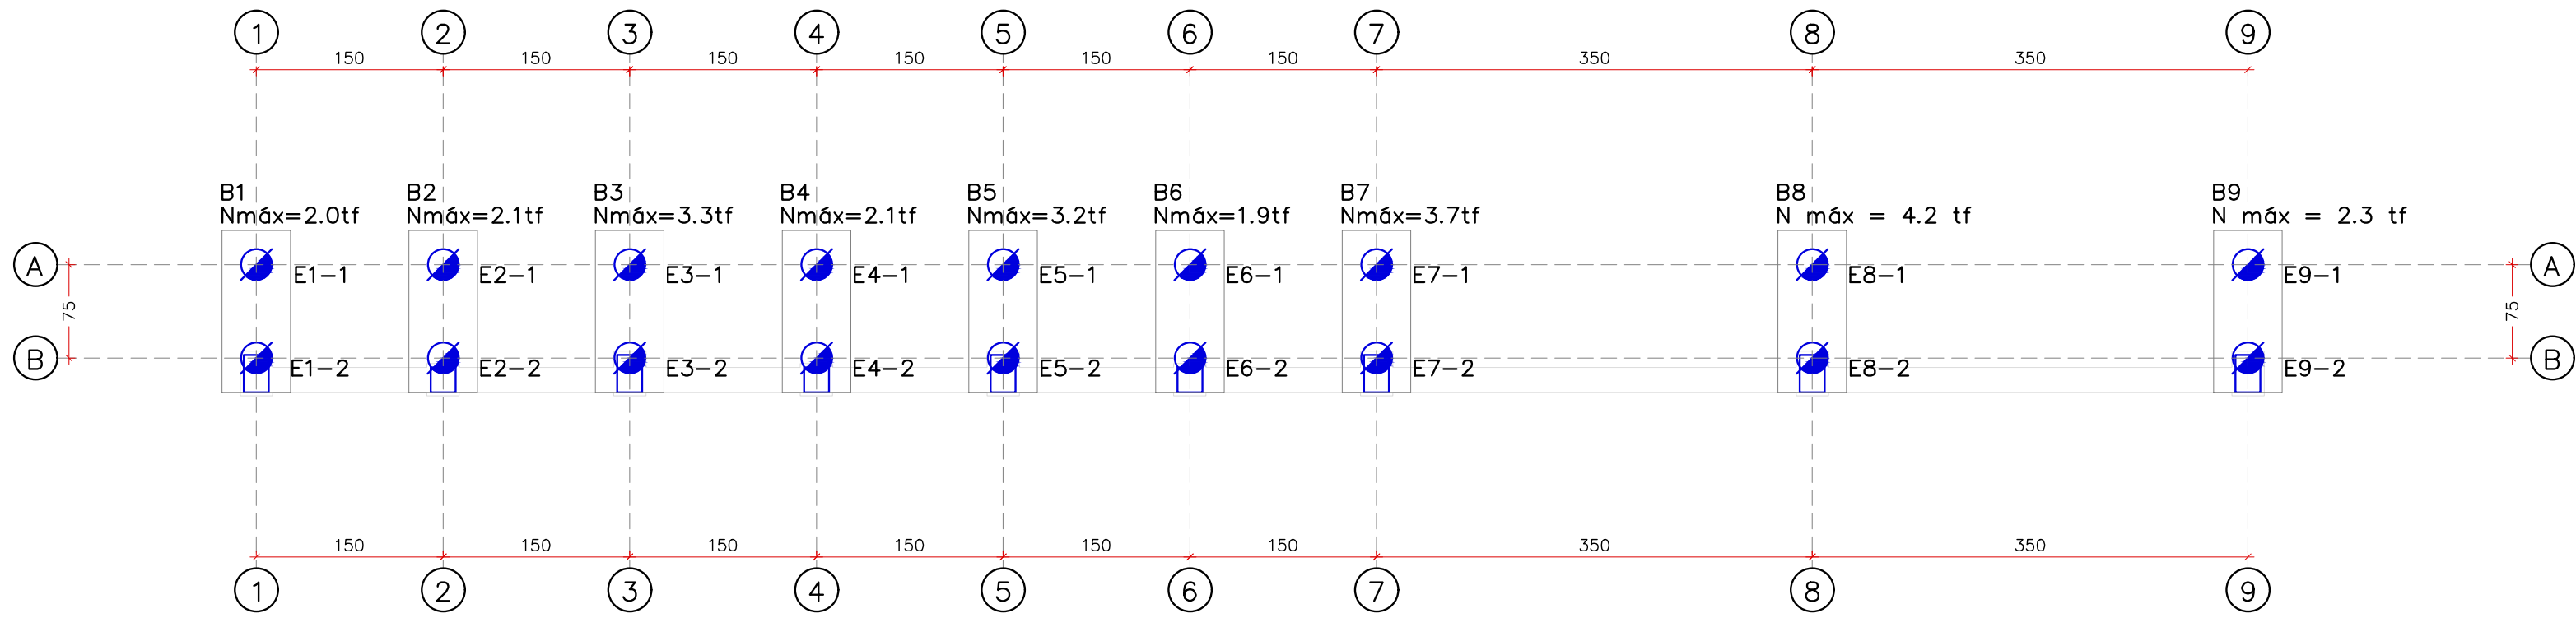 1 2 3 4 5 6 7 8 9
150 150 150 150 150 150 350 350
B1 B2 B3 B4 B5 B6 B7 B8 B9
Nmáx=2.0tf Nmáx=2.1tf Nmáx=3.3tf Nmáx=2.1tf Nmáx=3.2tf Nmáx=1.9tf Nmáx=3.7tf N máx = 4.2 tf N máx = 2.3 tf
A E1-1 E2-1 E3-1 E4-1 E5-1 E6-1 E7-1 E8-1 E9-1 A
75 75
B E1-2 E2-2 E3-2 E4-2 E5-2 E6-2 E7-2 E8-2 E9-2 B
150 150 150 150 150 150 350 350
1 2 3 4 5 6 7 8 9